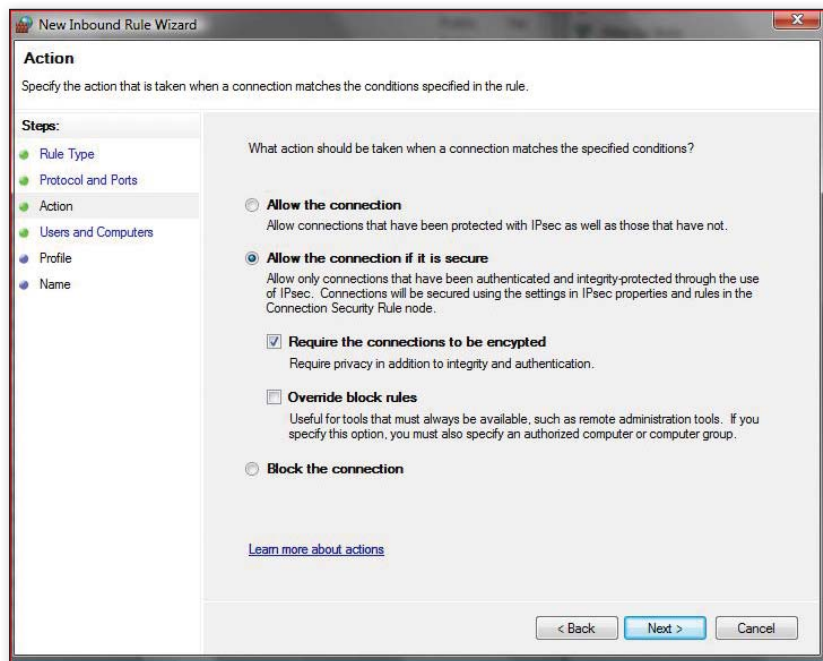 New Inbound Rule Wizard
Action
Specify the action that is taken when a connection matches the conditions specified in the rule.
Steps:
Rule Type
Protocol and Ports
Action
Users and Computers
Profile
Name
What action should be taken when a connection matches the specified conditions?
Allow the connection
Allow connections that have been protected with IPsec as well as those that have not.
Allow the connection if it is secure
Allow only connections that have been authenticated and integrity-protected through the use
of IPsec. Connections will be secured using the settings in IPsec properties and rules in the
Connection Security Rule node.
Require the connections to be encrypted
Require privacy in addition to integrity and authentication.
Override block rules
Useful for tools that must always be available, such as remote administration tools. If you
specify this option, you must also specify an authorized computer or computer group.
Block the connection
Learn more about actions
< Back Next > Cancel